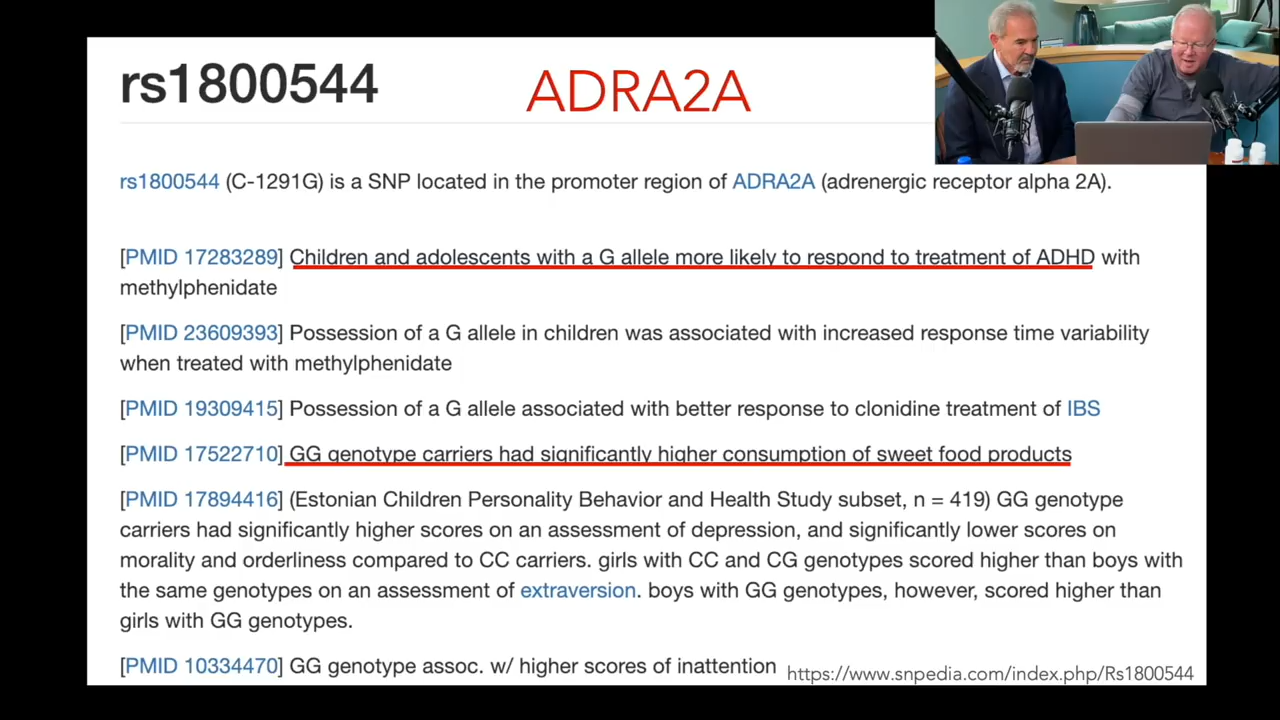 rs1800544
ADRA2A
rs1800544 (C-1291G) is a SNP located in the promoter region of ADRA2A (adrenergic receptor alpha 2A).
[PMID 17283289] Children and adolescents with a G allele more likely to respond to treatment of ADHD with
methylphenidate
[PMID 23609393] Possession of a G allele in children was associated with increased response time variability
when treated with methylphenidate
[PMID 19309415] Possession of a G allele associated with better response to clonidine treatment of IBS
[PMID 17522710] GG genotype carriers had significantly higher consumption of sweet food products
[PMID 17894416] (Estonian Children Personality Behavior and Health Study subset, n = 419) GG genotype
carriers had significantly higher scores on an assessment of depression, and significantly lower scores on
morality and orderliness compared to CC carriers. girls with CC and CG genotypes scored higher than boys with
the same genotypes on an assessment of extraversion. boys with GG genotypes, however, scored higher than
girls with GG genotypes.
[PMID 10334470] GG genotype assoc. w/ higher scores of inattention
https://www.snpedia.com/index.php/Rs1800544